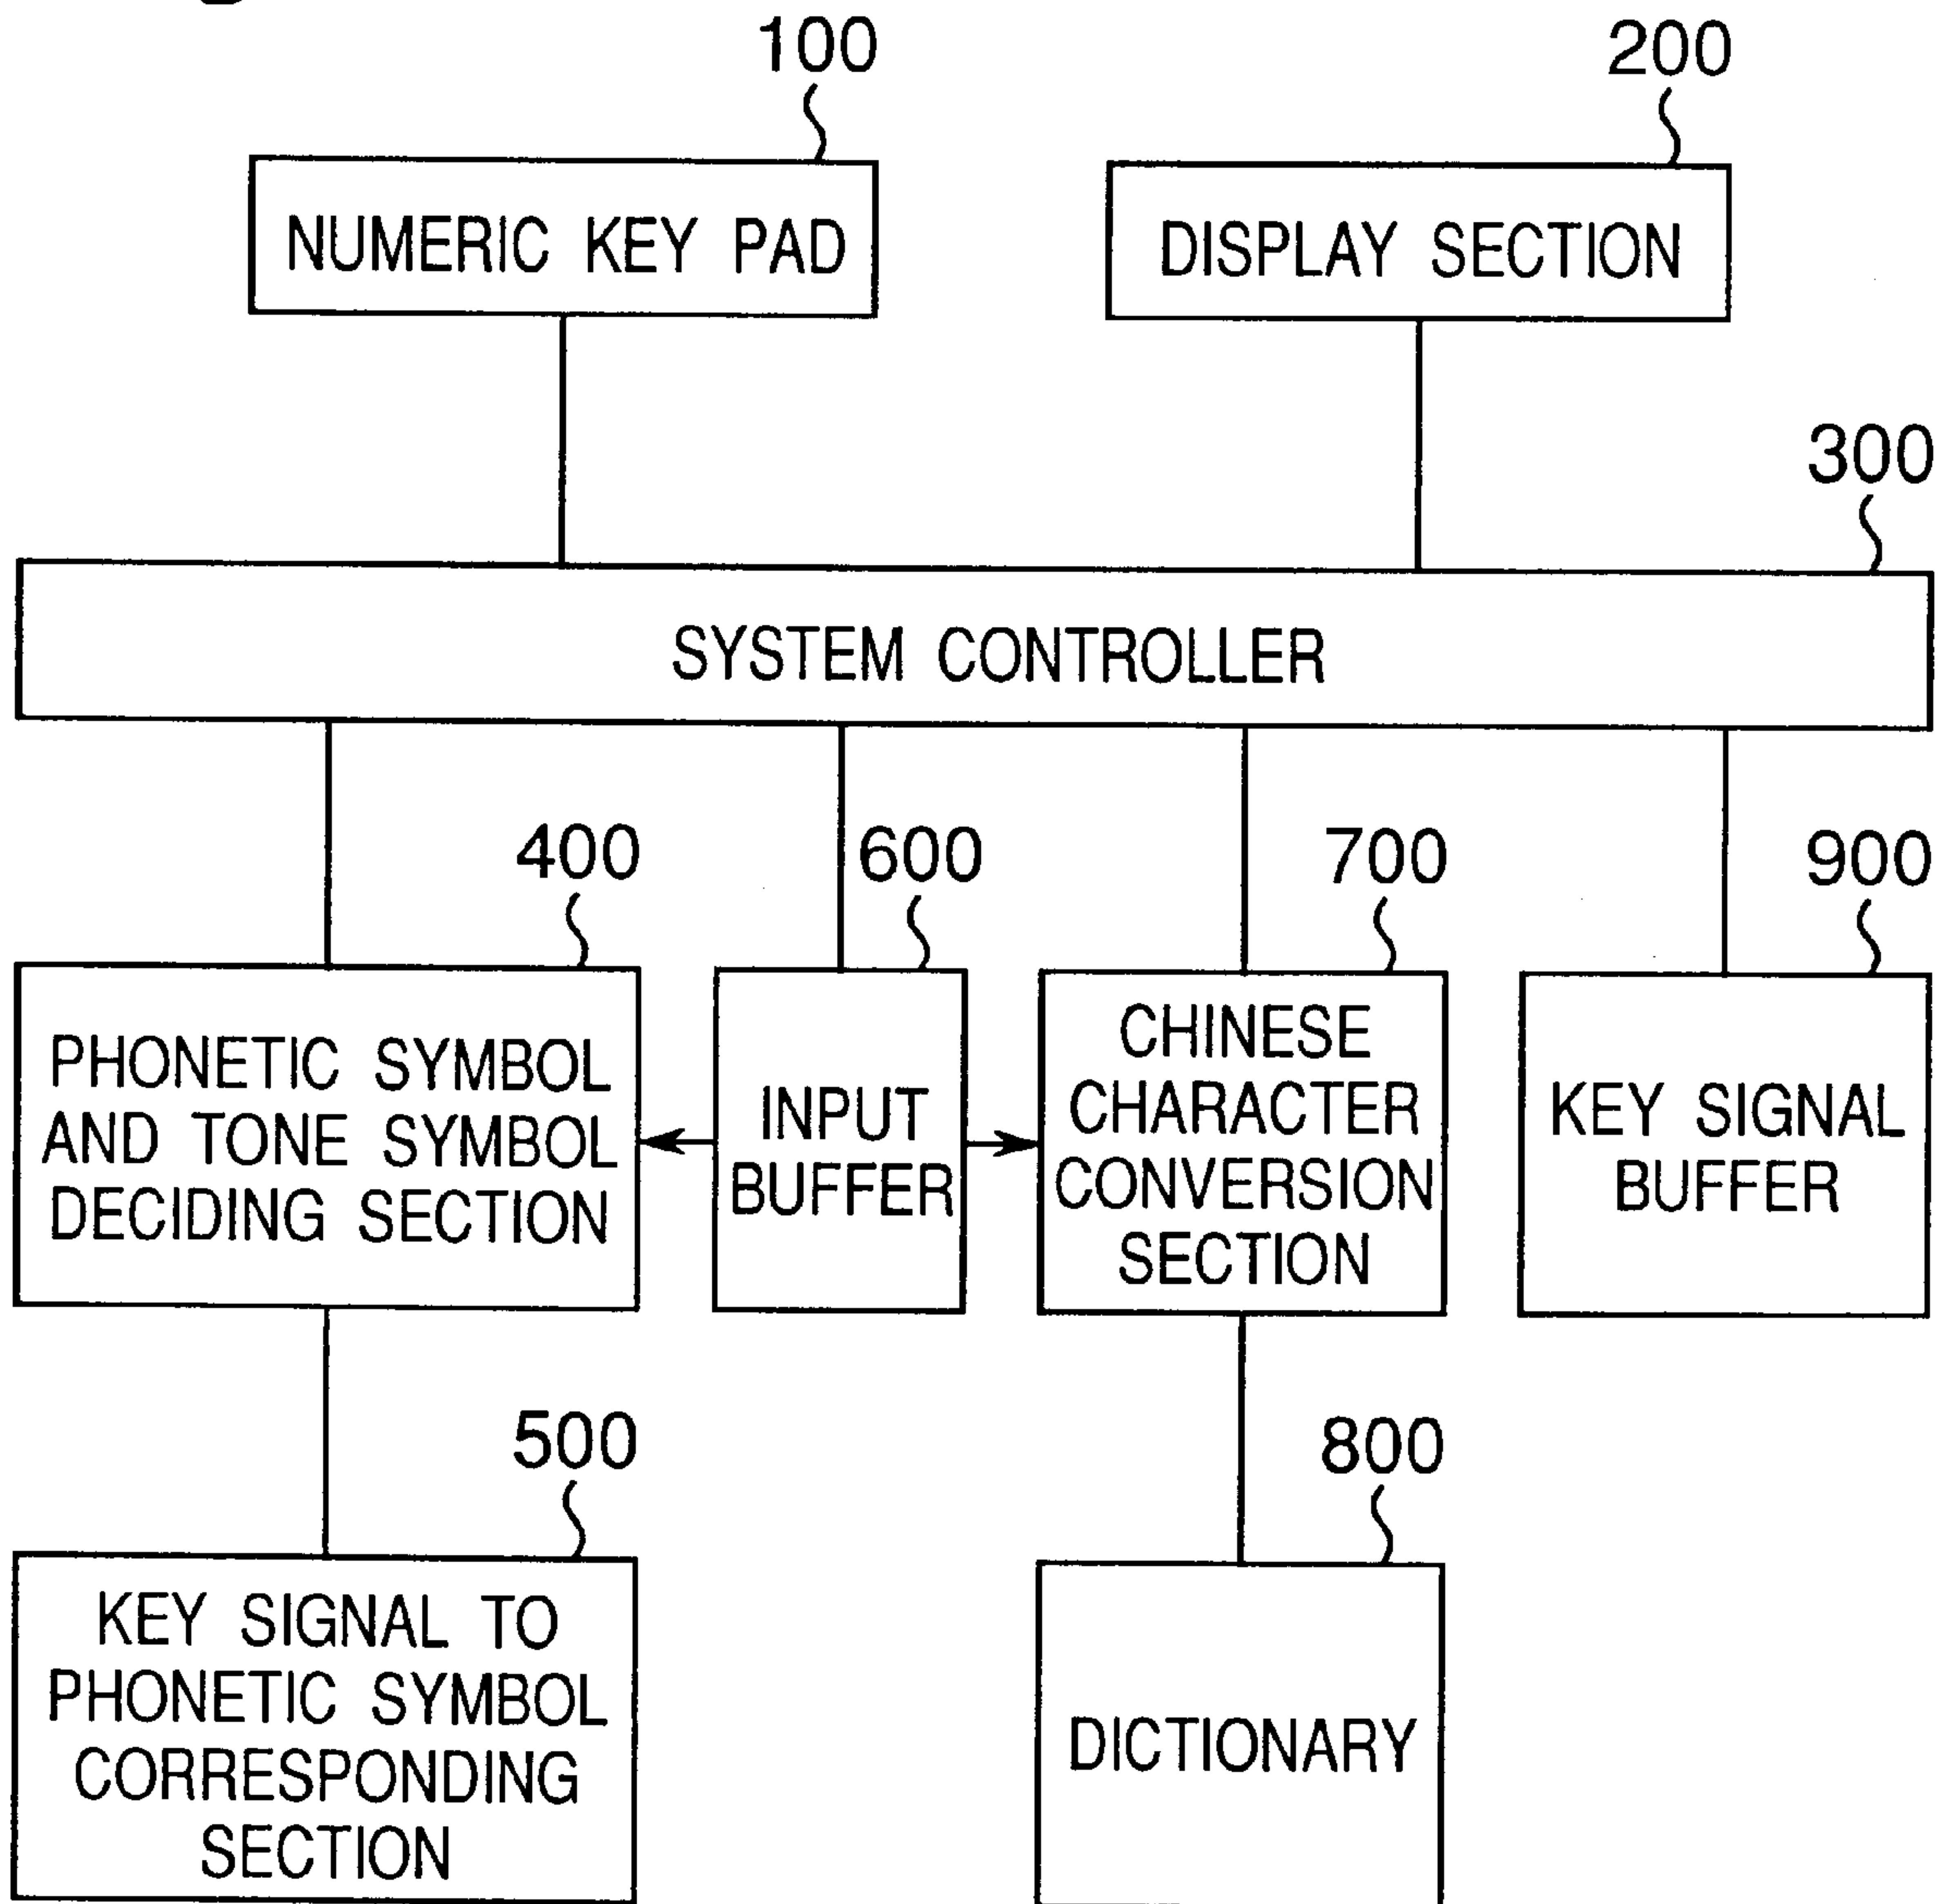 100
200
NUMERIC KEY PAD
DISPLAY SECTION
300
SYSTEM CONTROLLER
400
600
700
900
PHONETIC SYMBOL
AND TONE SYMBOL
DECIDING SECTION
INPUT
BUFFER
CHINESE
CHARACTER
CONVERSION
SECTION
KEY SIGNAL
BUFFER
500
800
KEY SIGNAL TO
PHONETIC SYMBOL
CORRESPONDING
SECTION
DICTIONARY